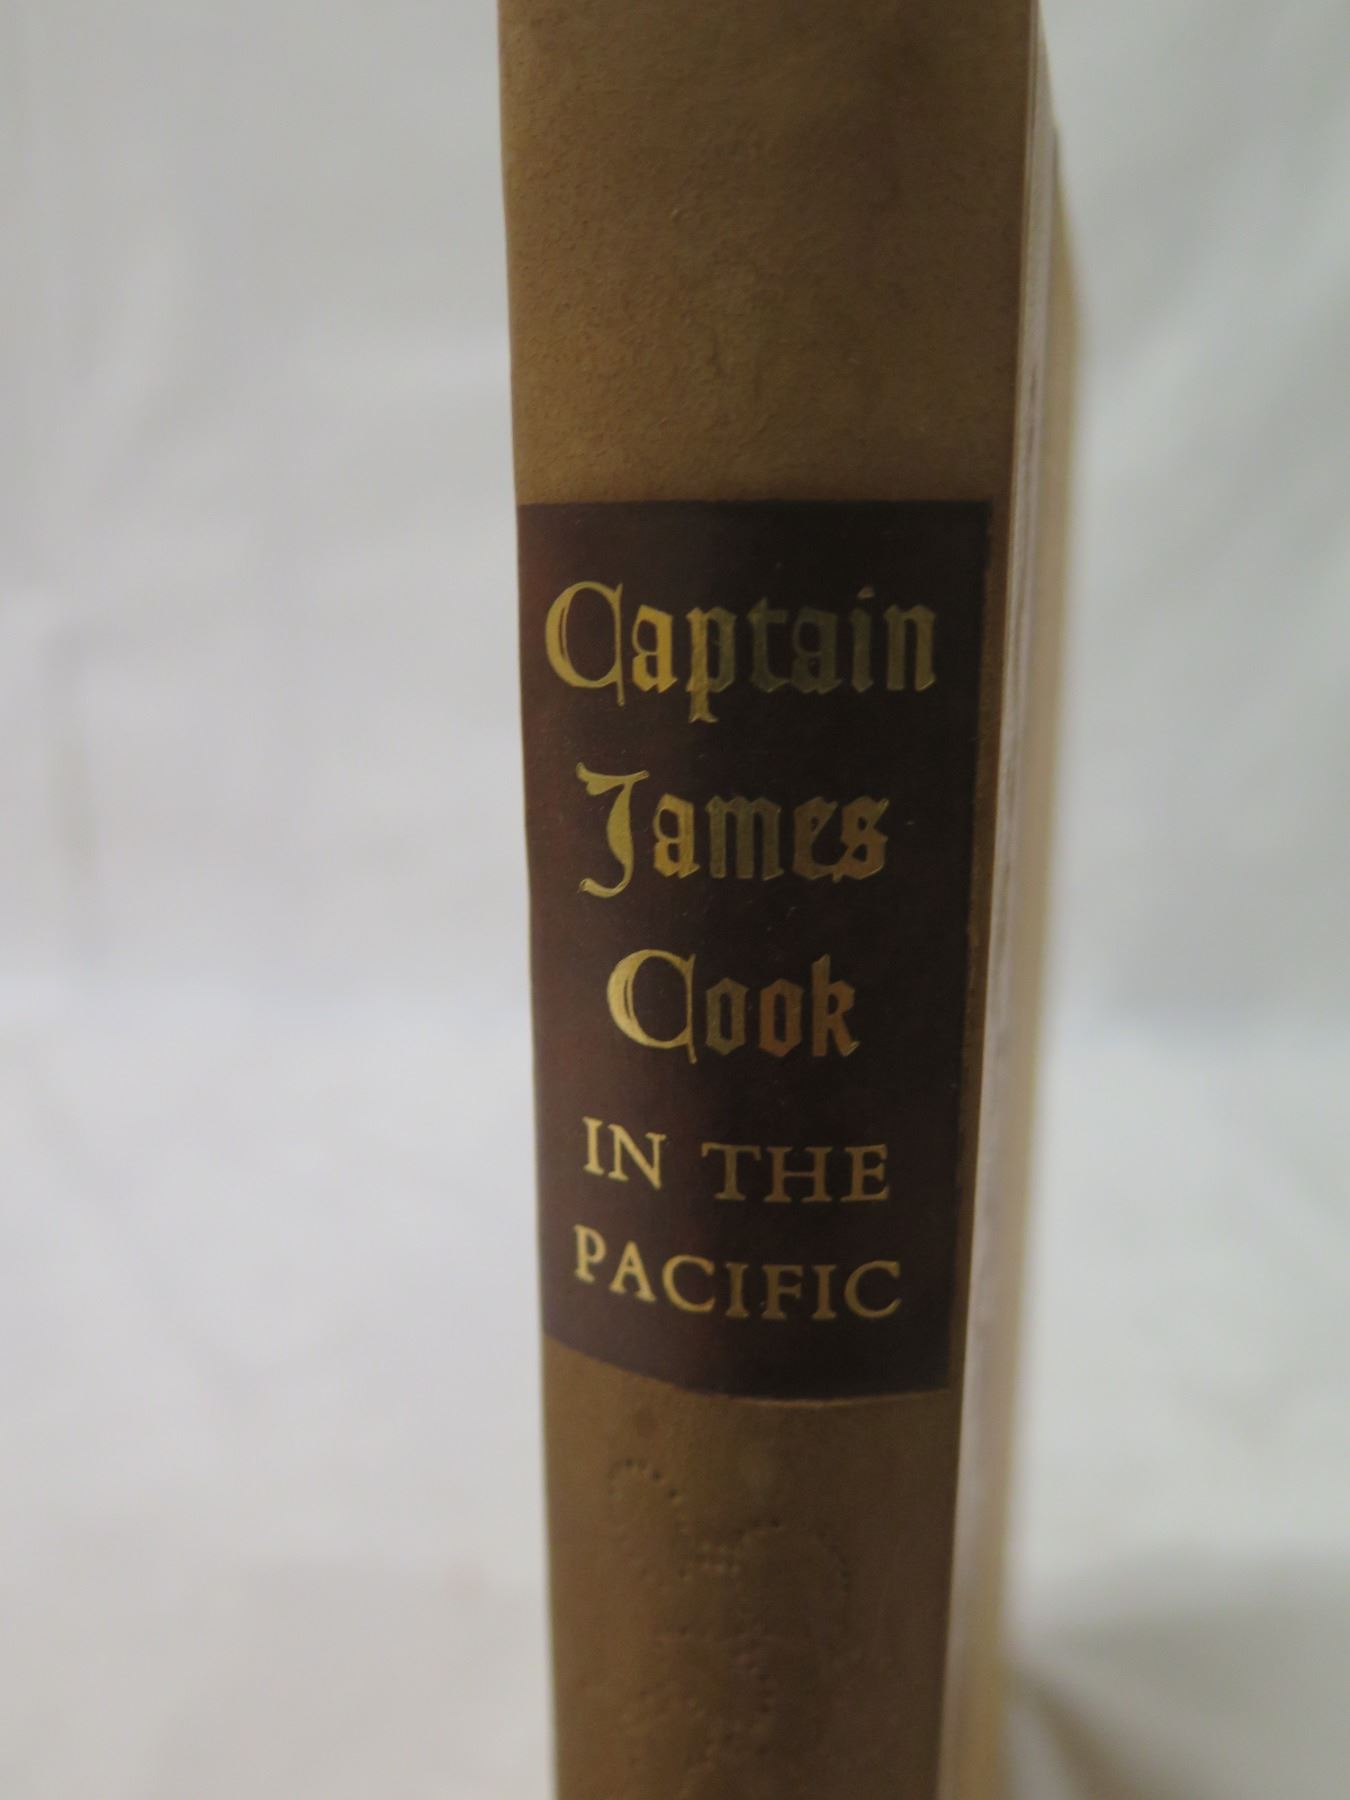 Captain
James
Cook
IN THE
PACIFIC